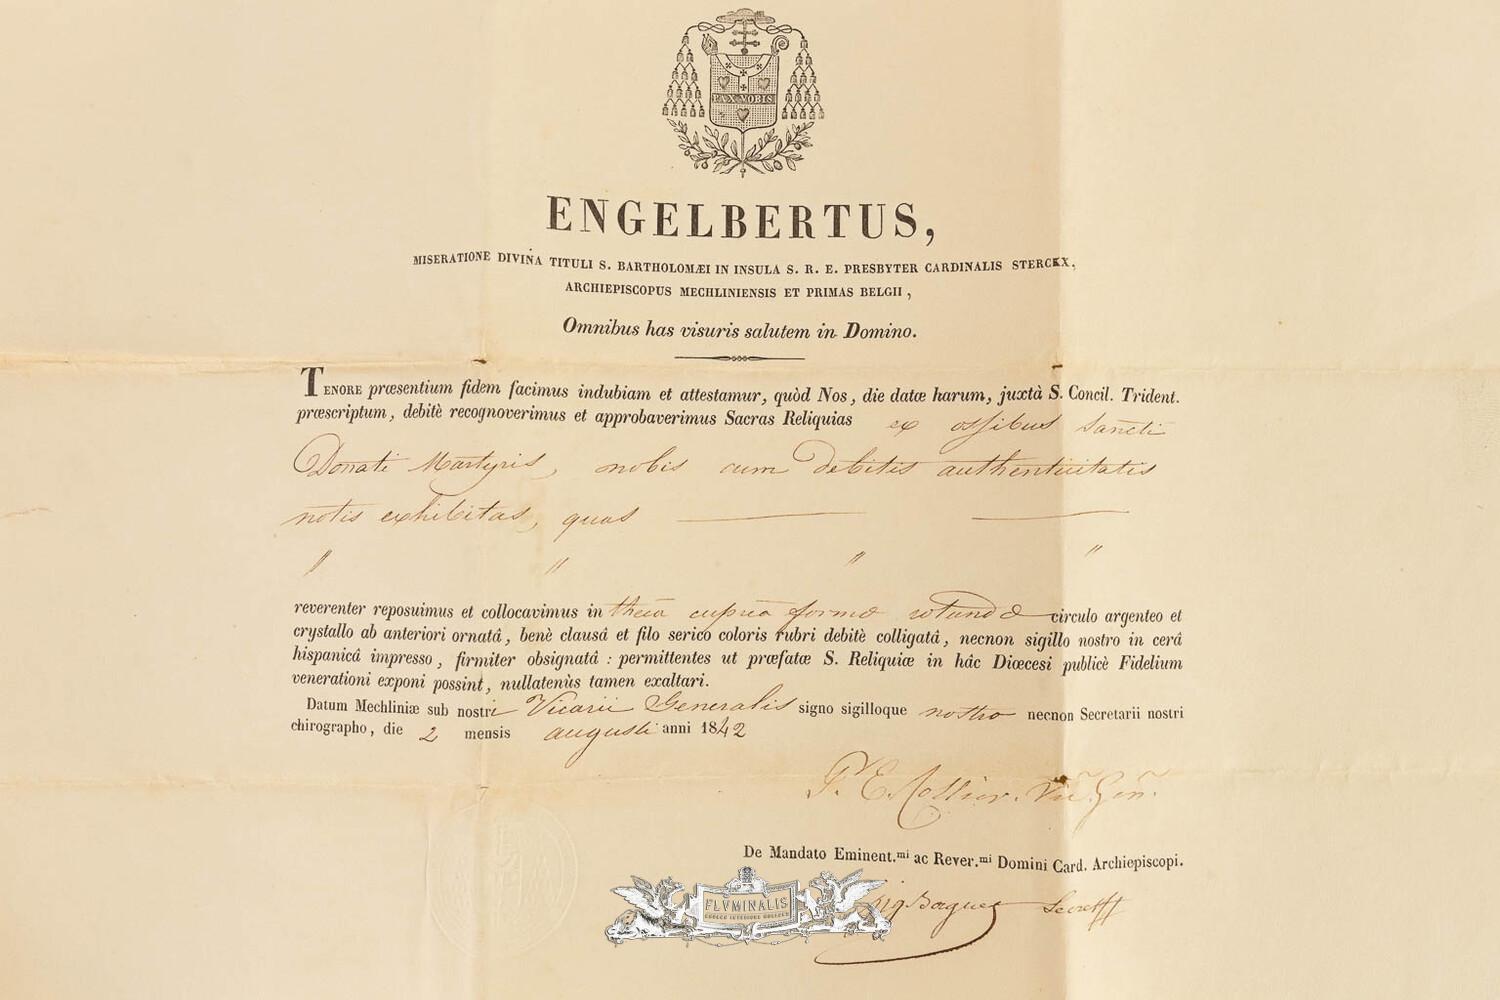 PAX VOBIS
ENGELBERTUS,
MISERATIONE DIVINA TITULI S. BARTHOLOMÆI IN INSULA S. R. E. PRESBYTER CARDINALIS STERCKX,
ARCHIEPISCOPUS MECHLINIENSIS ET PRIMAS BELGII,
Omnibus has visuris salutem in Domino.
TENORE præsentium fidem facimus indubiam et attestamur, quòd Nos, die datæ harum, juxtà S. Concil. Trident.
præscriptum, debitè recognoverimus et approbaverimus Sacras Reliquias ex ossibus Sancti
Donati Martyris, nobis cum debitis authenticitatis
notis exhibitas, quas
〃 〃 〃 〃
reverenter reposuimus et collocavimus in thecâ cupreâ formæ rotundæ circulo argenteo et
crystallo ab anteriori ornatâ, benè clausâ et filo serico coloris rubri debitè colligatâ, necnon sigillo nostro in cerâ
hispanicâ impresso, firmiter obsignatâ : permittentes ut præfatæ S. Reliquiæ in hâc Diœcesi publicè Fidelium
venerationi exponi possint, nullatenùs tamen exaltari.
Datum Mechliniæ sub nostri Vicarii Generalis signo sigilloque nostro necnon Secretarii nostri
chirographo, die 2 mensis augusti anni 1842
Vic. Gen.
De Mandato Eminent.mi ac Rever.mi Domini Card. Archiepiscopi.
FLVMINALIS